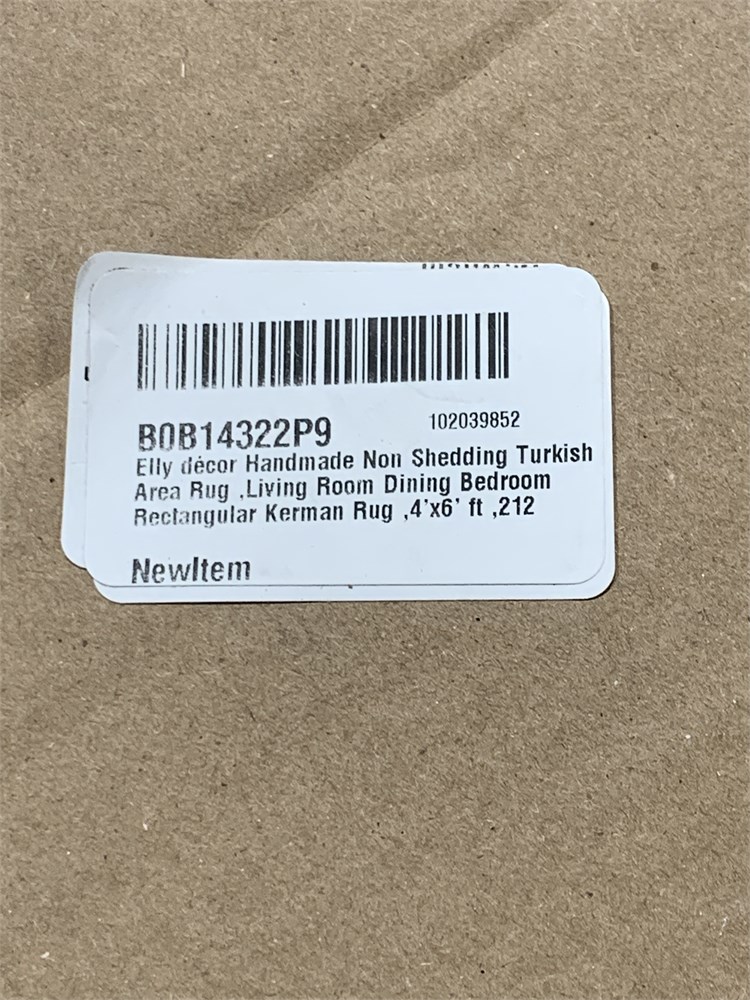 B0B14322P9
102039852
Elly décor Handmade Non Shedding Turkish
Area Rug ,Living Room Dining Bedroom
Rectangular Kerman Rug ,4'x6' ft ,212
NewItem